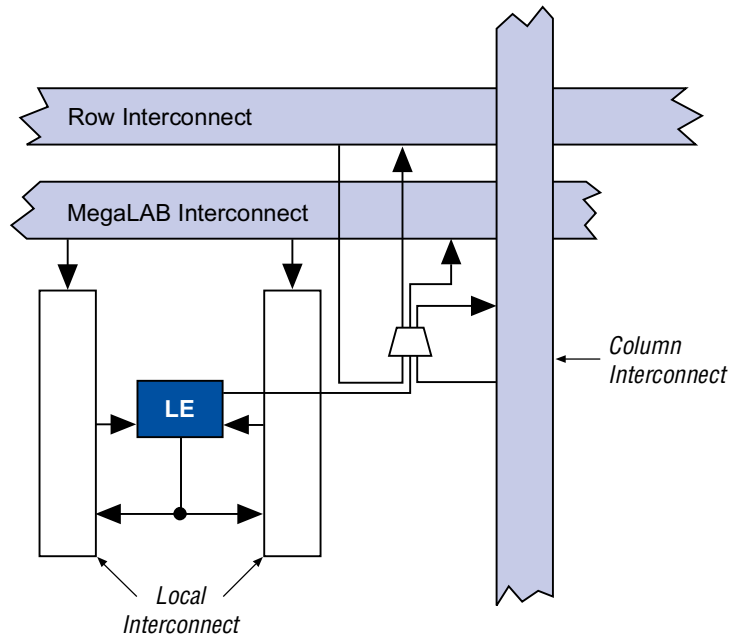 Row Interconnect
MegaLAB Interconnect
Column
Interconnect
LE
Local
Interconnect